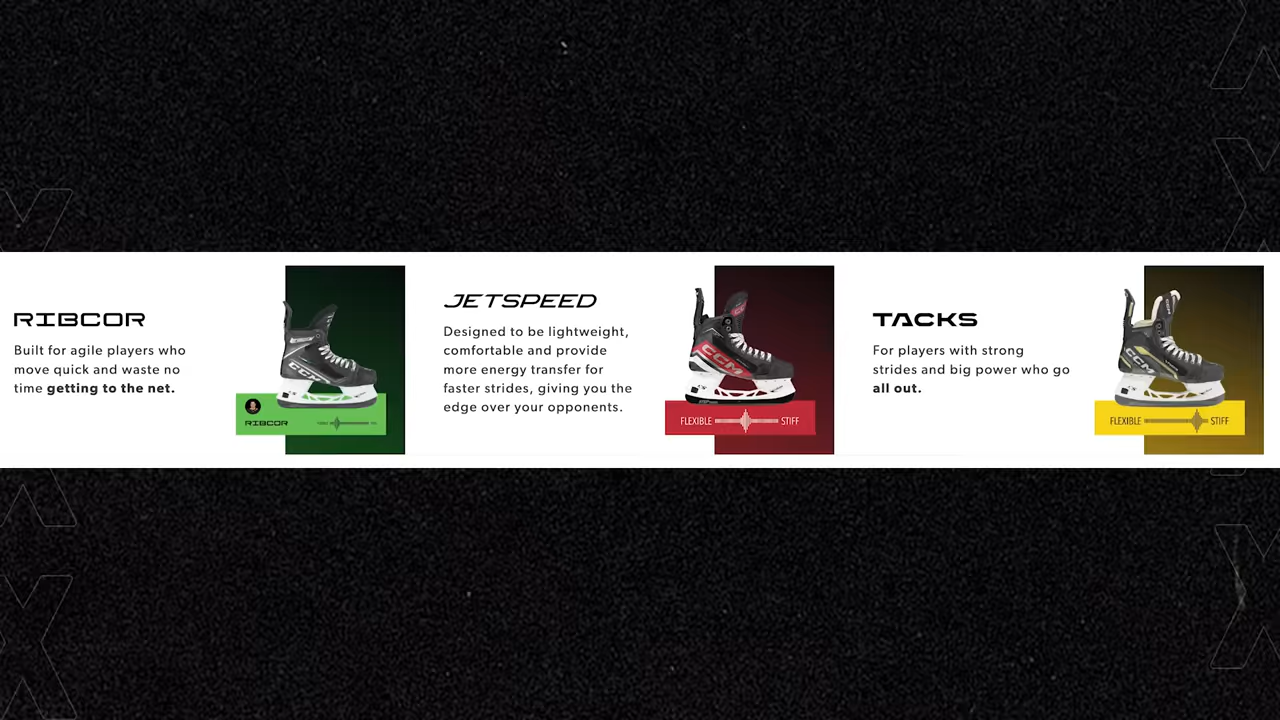 RIBCOR
Built for agile players who
move quick and waste no
time getting to the net.
RIBCOR
JETSPEED
Designed to be lightweight,
comfortable and provide
more energy transfer for
faster strides, giving you the
edge over your opponents.
CCM
FLEXIBLE STIFF
TACKS
For players with strong
strides and big power who go
all out.
CCM
FLEXIBLE STIFF